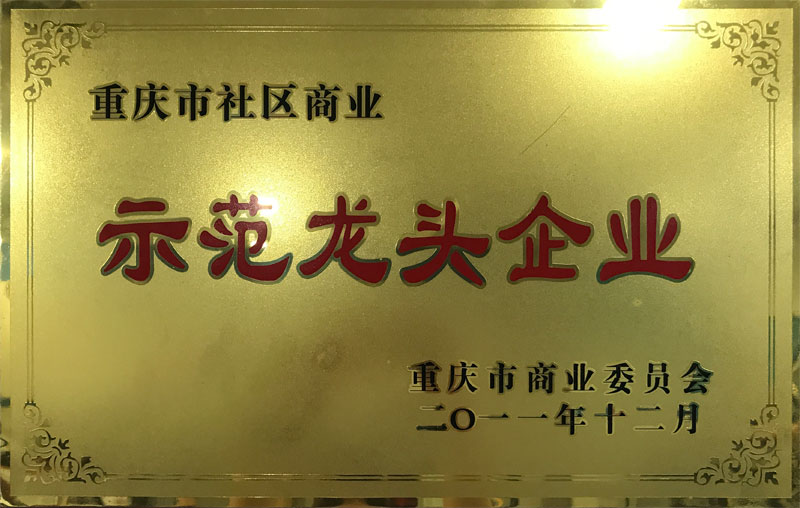 重庆市社区商业
示范龙头企业
重庆市商业委员会
二〇一一年十二月